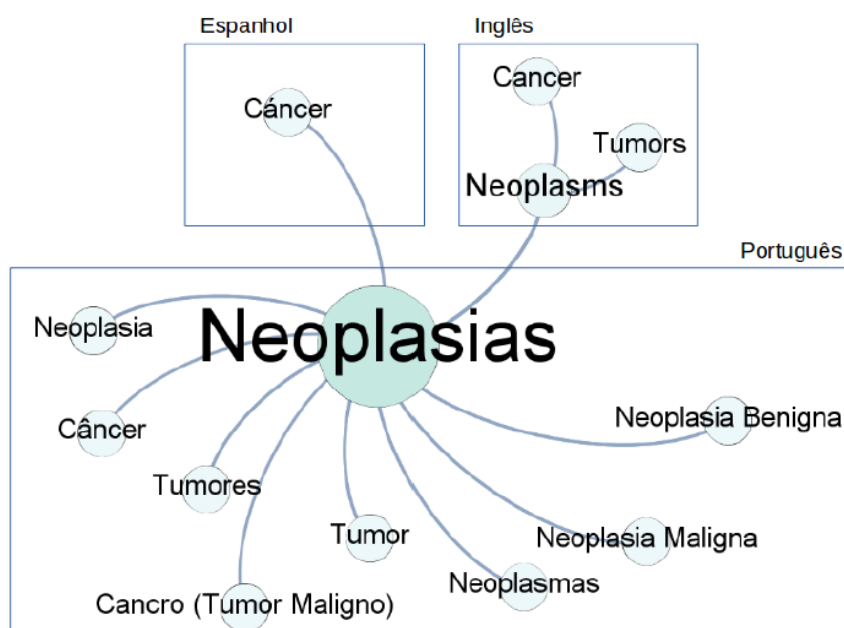 Espanhol
Inglês
Cáncer
Cancer
Tumors
Neoplasms
Português
Neoplasia
Neoplasias
Câncer
Neoplasia Benigna
Tumores
Tumor
Neoplasia Maligna
Neoplasmas
Cancro (Tumor Maligno)